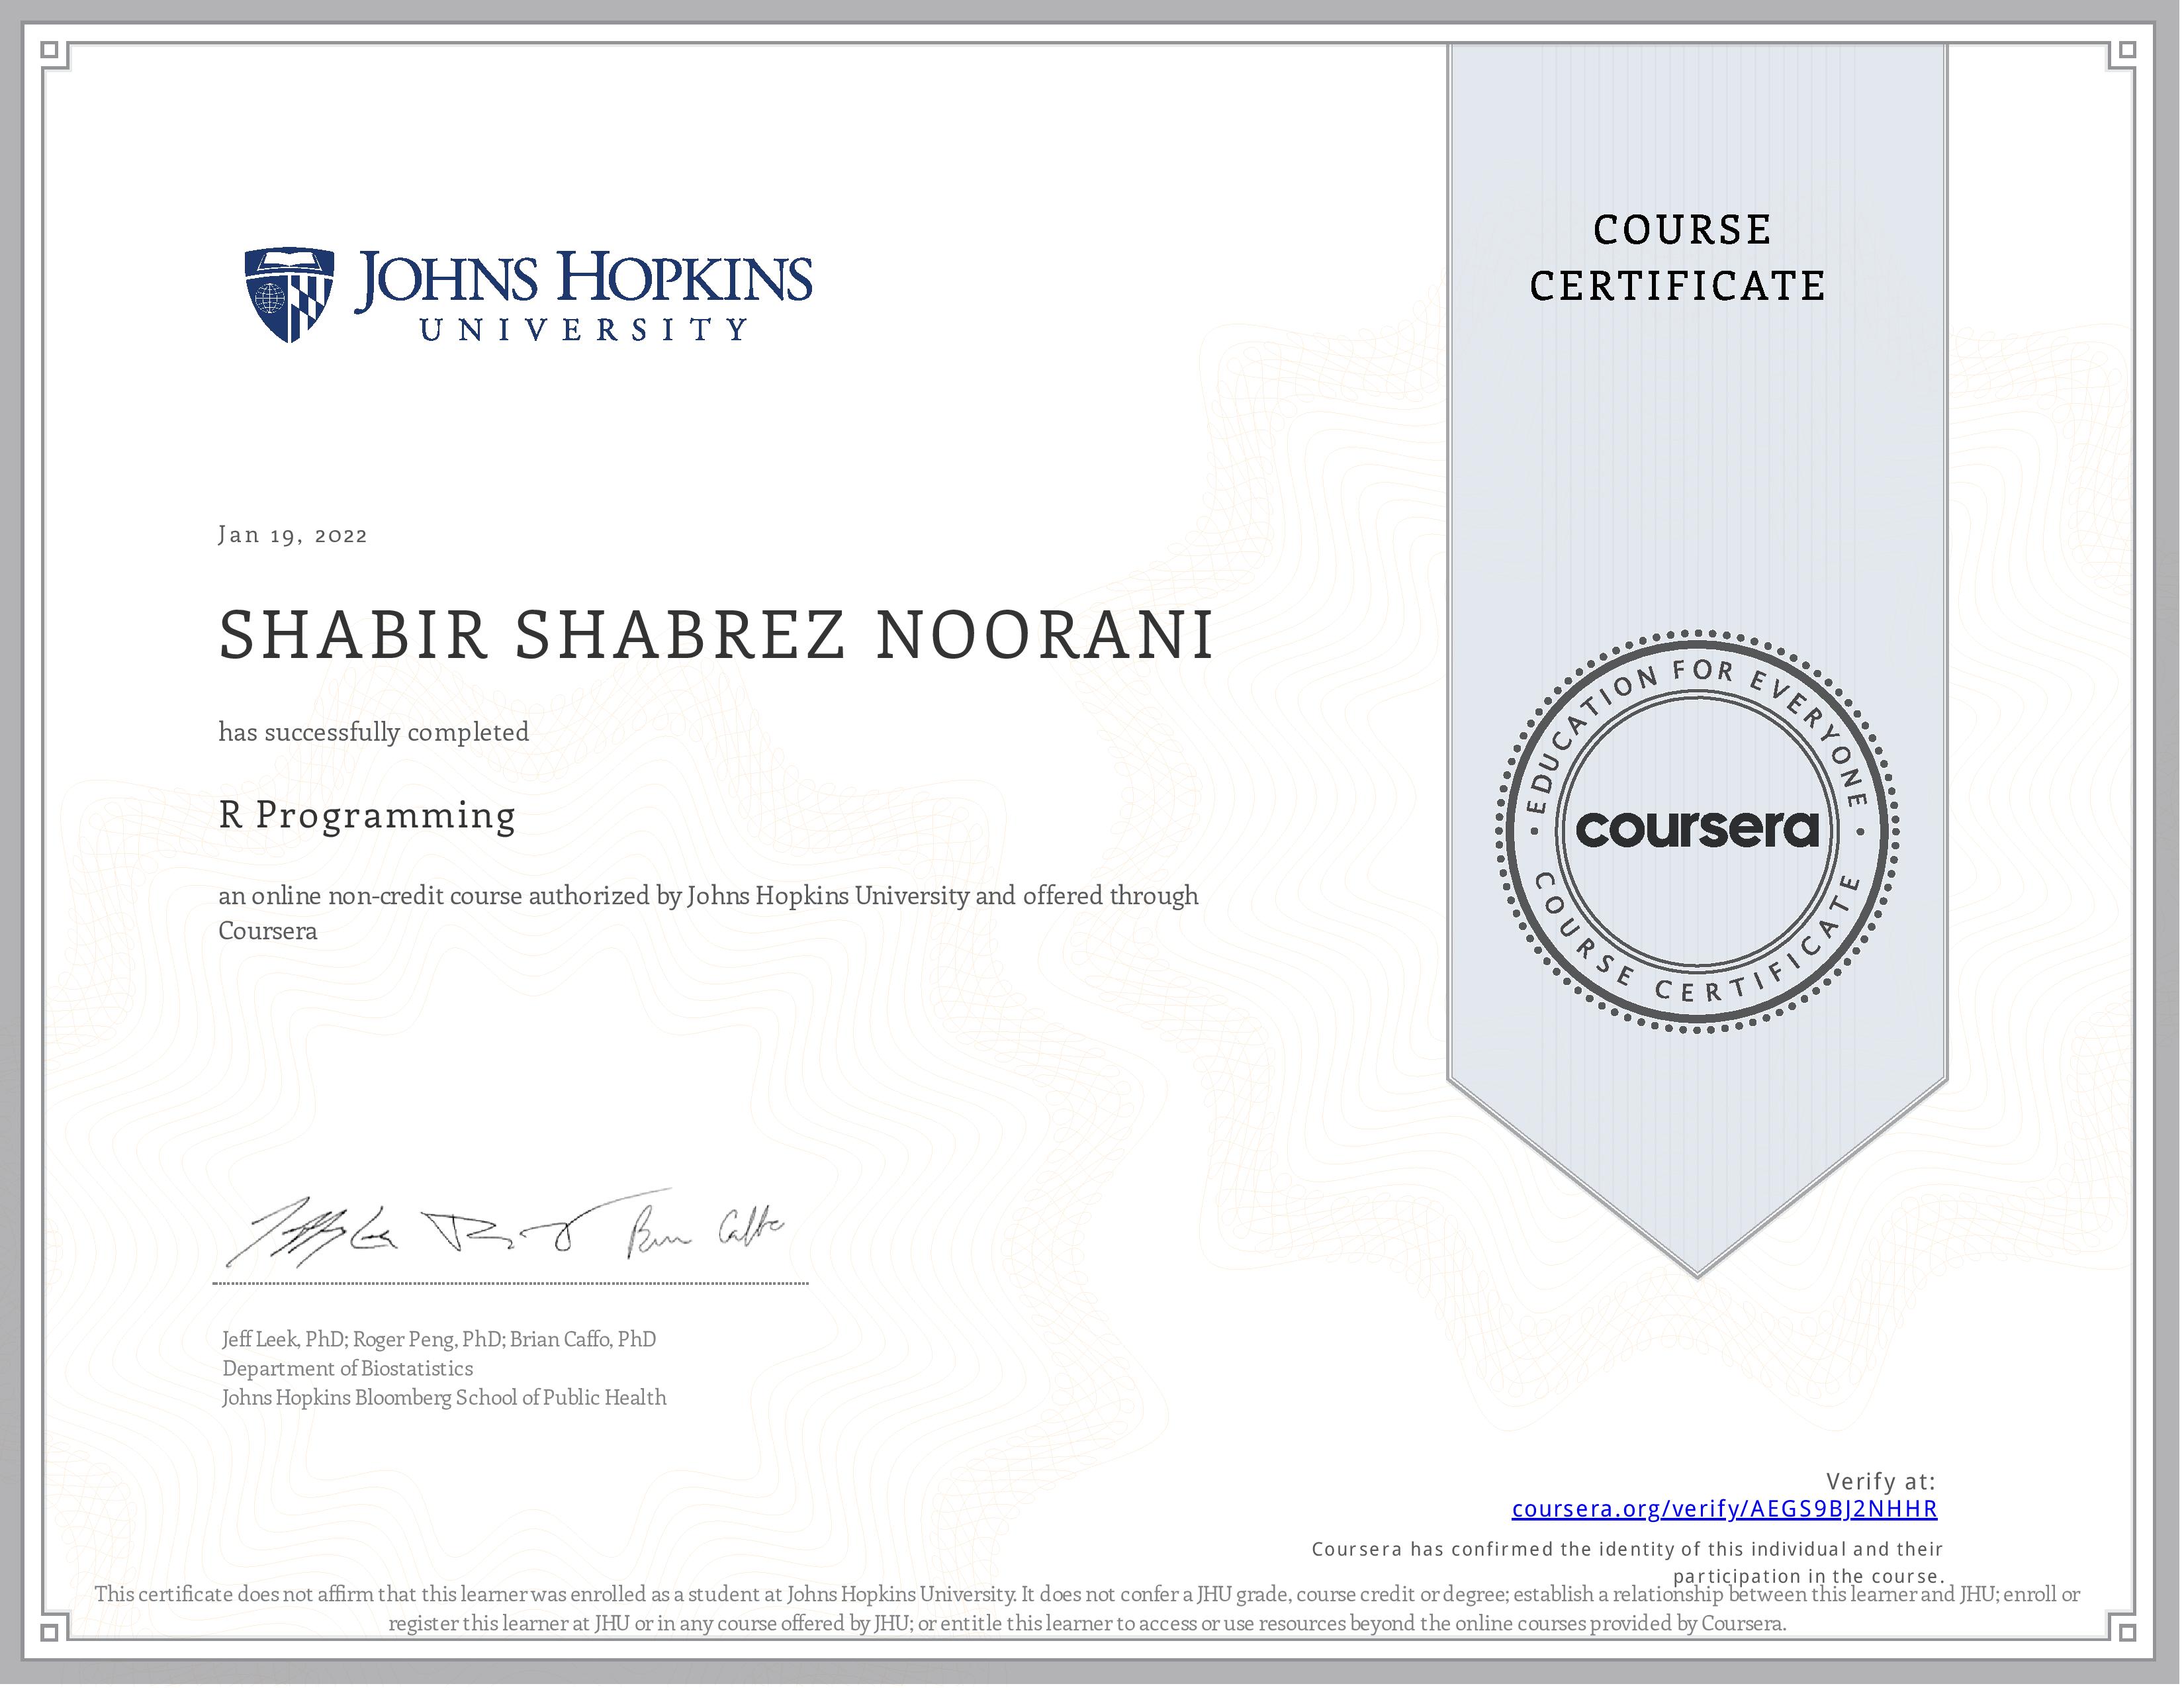 JOHNS HOPKINS
UNIVERSITY
COURSE
CERTIFICATE
Jan 19, 2022
SHABIR SHABREZ NOORANI
has successfully completed
R Programming
an online non-credit course authorized by Johns Hopkins University and offered through
Coursera
EDUCATION FOR EVERYONE
coursera
COURSE CERTIFICATE
Jeff Leek, PhD; Roger Peng, PhD; Brian Caffo, PhD
Department of Biostatistics
Johns Hopkins Bloomberg School of Public Health
Verify at:
coursera.org/verify/AEGS9BJ2NHHR
Coursera has confirmed the identity of this individual and their
participation in the course.
This certificate does not affirm that this learner was enrolled as a student at Johns Hopkins University. It does not confer a JHU grade, course credit or degree; establish a relationship between this learner and JHU; enroll or
register this learner at JHU or in any course offered by JHU; or entitle this learner to access or use resources beyond the online courses provided by Coursera.